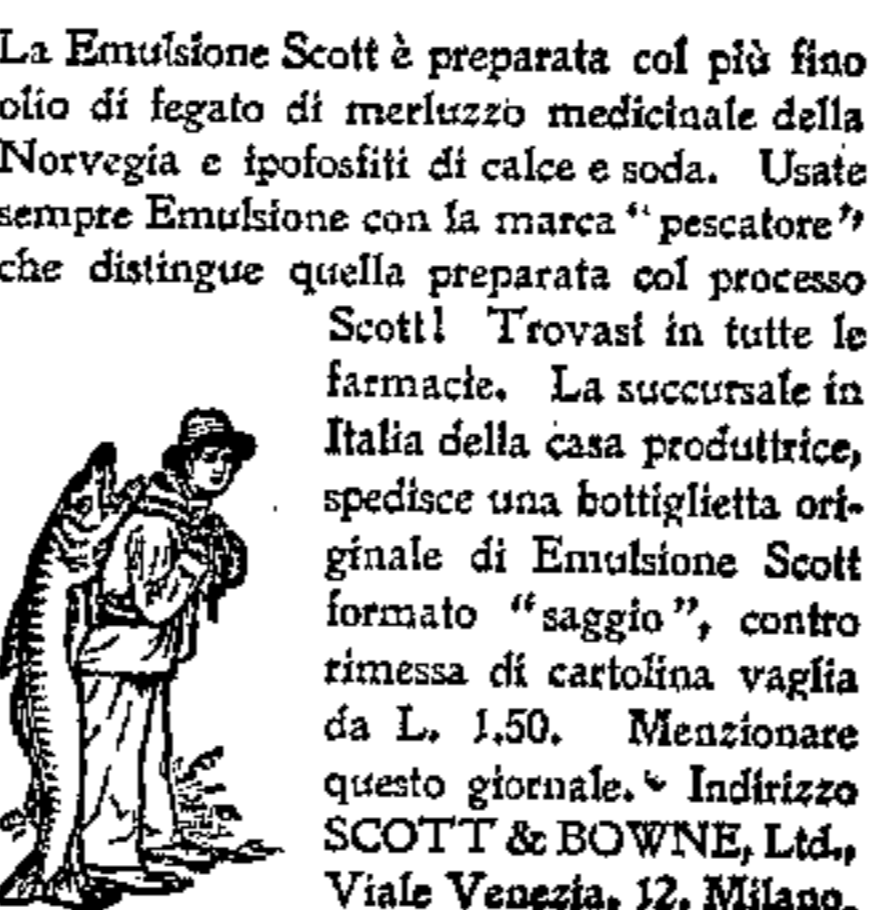 La Emulsione Scott è preparata col più fino
olio di fegato di merluzzo medicinale della
Norvegia e ipofosfiti di calce e soda. Usate
sempre Emulsione con la marca “pescatore”,
che distingue quella preparata col processo
Scott! Trovasi in tutte le
farmacie. La succursale in
Italia della casa produttrice,
spedisce una bottiglietta ori-
ginale di Emulsione Scott
formato “saggio”, contro
rimessa di cartolina vaglia
da L. 1.50. Menzionare
questo giornale. Indirizzo
SCOTT & BOWNE, Ltd.,
Viale Venezia, 12, Milano.